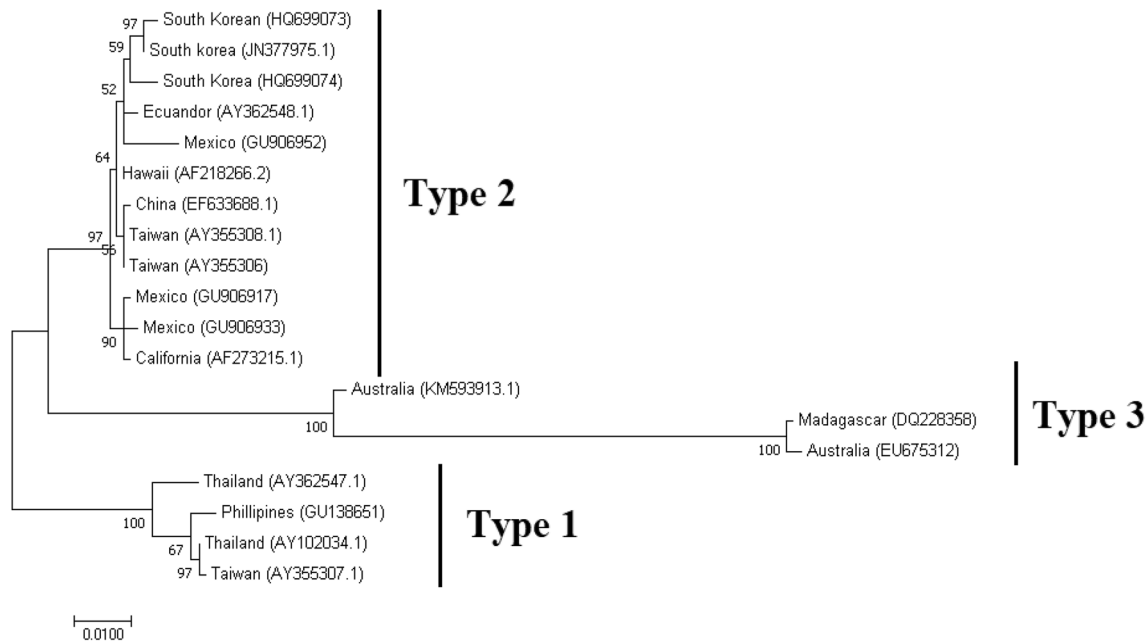 97
South Korean (HQ699073)
59
South korea (JN377975.1)
South Korea (HQ699074)
52
Ecuandor (AY362548.1)
Mexico (GU906952)
64
Hawaii (AF218266.2)
Type 2
China (EF633688.1)
97
Taiwan (AY355308.1)
56
Taiwan (AY355306)
Mexico (GU906917)
Mexico (GU906933)
90
California (AF273215.1)
Australia (KM593913.1)
100
Madagascar (DQ228358)
Type 3
100
Australia (EU675312)
Thailand (AY362547.1)
100
Phillipines (GU138651)
Type 1
67
Thailand (AY102034.1)
97
Taiwan (AY355307.1)
0.0100